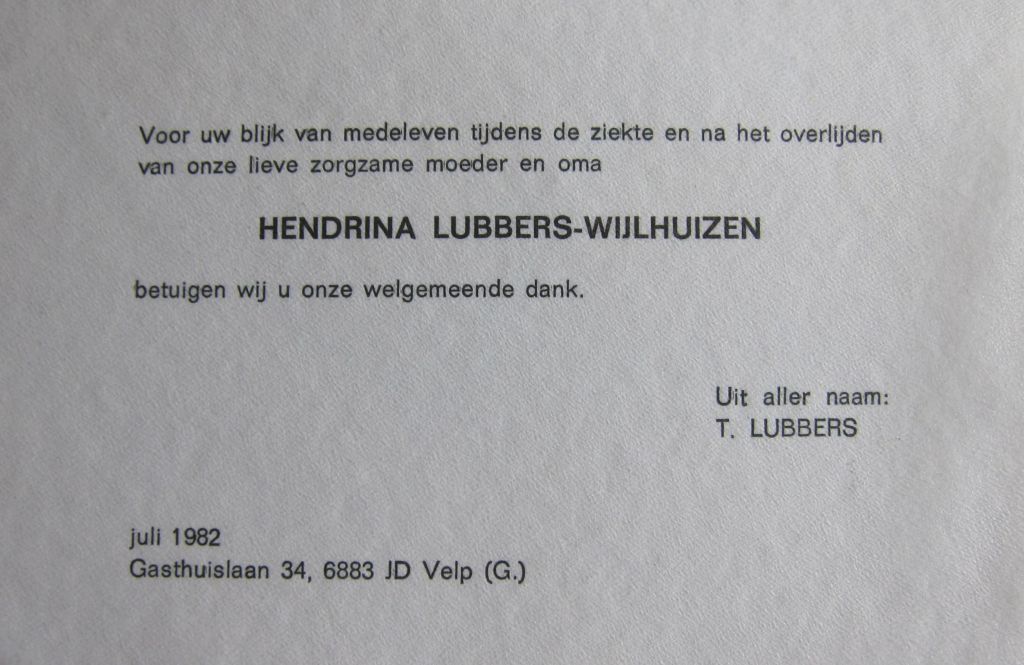 Voor uw blijk van medeleven tijdens de ziekte en na het overlijden
van onze lieve zorgzame moeder en oma
HENDRINA LUBBERS-WIJLHUIZEN
betuigen wij u onze welgemeende dank.
Uit aller naam:
T. LUBBERS
juli 1982
Gasthuislaan 34, 6883 JD Velp (G.)